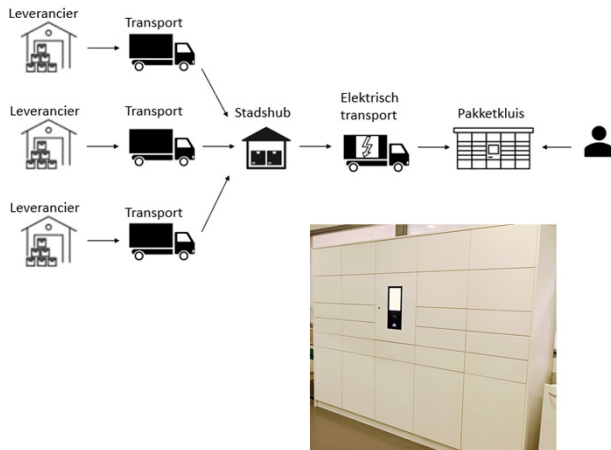 Leverancier
Transport
Leverancier
Transport
Stadshub
Elektrisch
transport
Pakketkluis
Leverancier
Transport